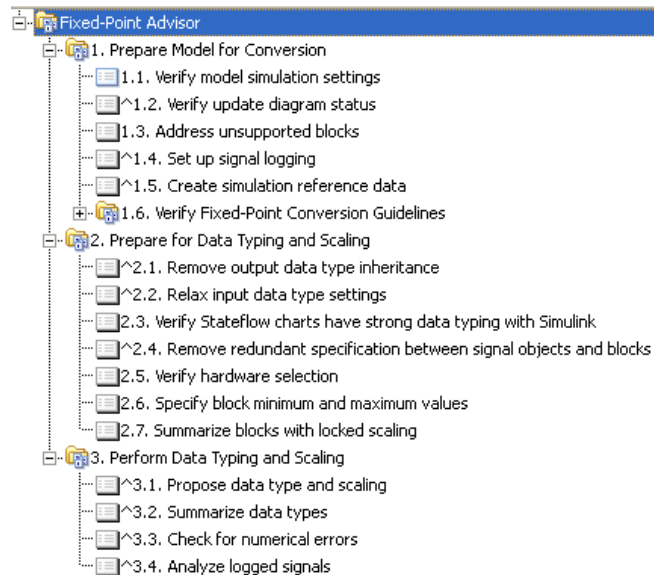 Fixed-Point Advisor
1. Prepare Model for Conversion
1.1. Verify model simulation settings
^1.2. Verify update diagram status
1.3. Address unsupported blocks
^1.4. Set up signal logging
^1.5. Create simulation reference data
1.6. Verify Fixed-Point Conversion Guidelines
2. Prepare for Data Typing and Scaling
^2.1. Remove output data type inheritance
^2.2. Relax input data type settings
2.3. Verify Stateflow charts have strong data typing with Simulink
^2.4. Remove redundant specification between signal objects and blocks
2.5. Verify hardware selection
2.6. Specify block minimum and maximum values
2.7. Summarize blocks with locked scaling
3. Perform Data Typing and Scaling
^3.1. Propose data type and scaling
^3.2. Summarize data types
^3.3. Check for numerical errors
^3.4. Analyze logged signals